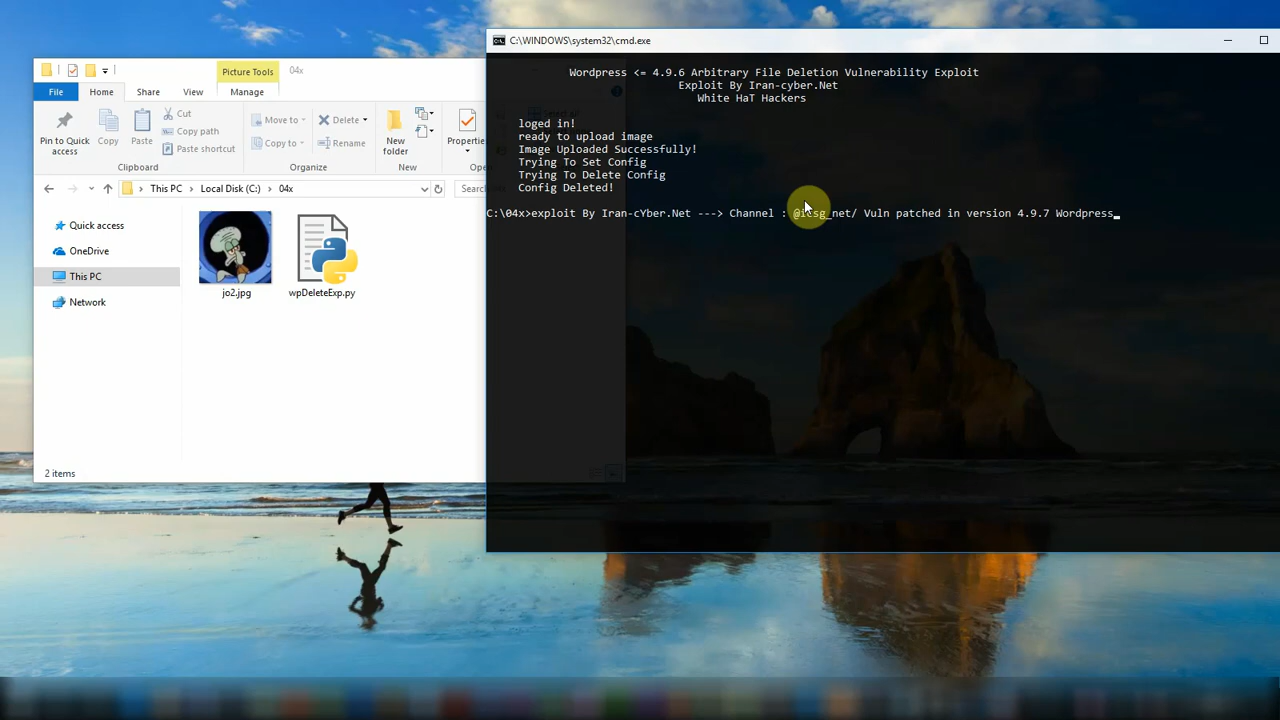 Picture Tools
04x
File
Home
Share
View
Manage
Pin to Quick access
Copy
Paste
Cut
Copy path
Paste shortcut
Clipboard
Move to
Copy to
Delete
Rename
Organize
New folder
New
Properties
This PC
Local Disk (C:)
04x
Quick access
OneDrive
This PC
Network
jo2.jpg
wpDeleteExp.py
2 items
C:\WINDOWS\system32\cmd.exe
Wordpress <= 4.9.6 Arbitrary File Deletion Vulnerability Exploit
Exploit By Iran-cyber.Net
White HaT Hackers
loged in!
ready to upload image
Image Uploaded Successfully!
Trying To Set Config
Trying To Delete Config
Config Deleted!
C:\04x>exploit By Iran-cYber.Net ---> Channel : Vuln patched in version 4.9.7 Wordpress_